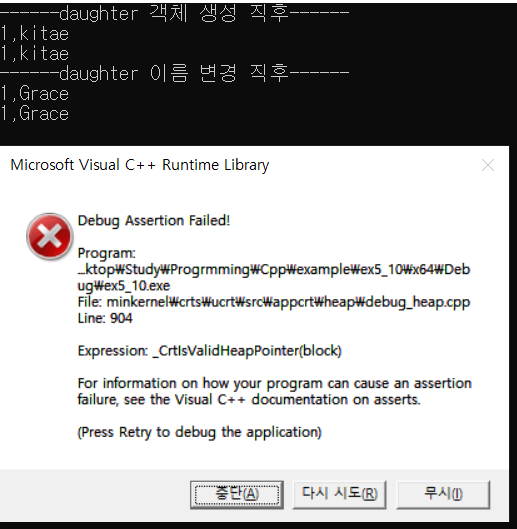 ------daughter 객체 생성 직후------
1,kitae
1,kitae
------daughter 이름 변경 직후------
1,Grace
1,Grace
Microsoft Visual C++ Runtime Library
Debug Assertion Failed!
Program:
...ktop₩Study₩Progrmming₩Cpp₩example₩ex5_10₩x64₩Deb
ug₩ex5_10.exe
File: minkernel₩crts₩ucrt₩src₩appcrt₩heap₩debug_heap.cpp
Line: 904
Expression: _CrtIsValidHeapPointer(block)
For information on how your program can cause an assertion
failure, see the Visual C++ documentation on asserts.
(Press Retry to debug the application)
중단(A) 다시 시도(R) 무시(I)